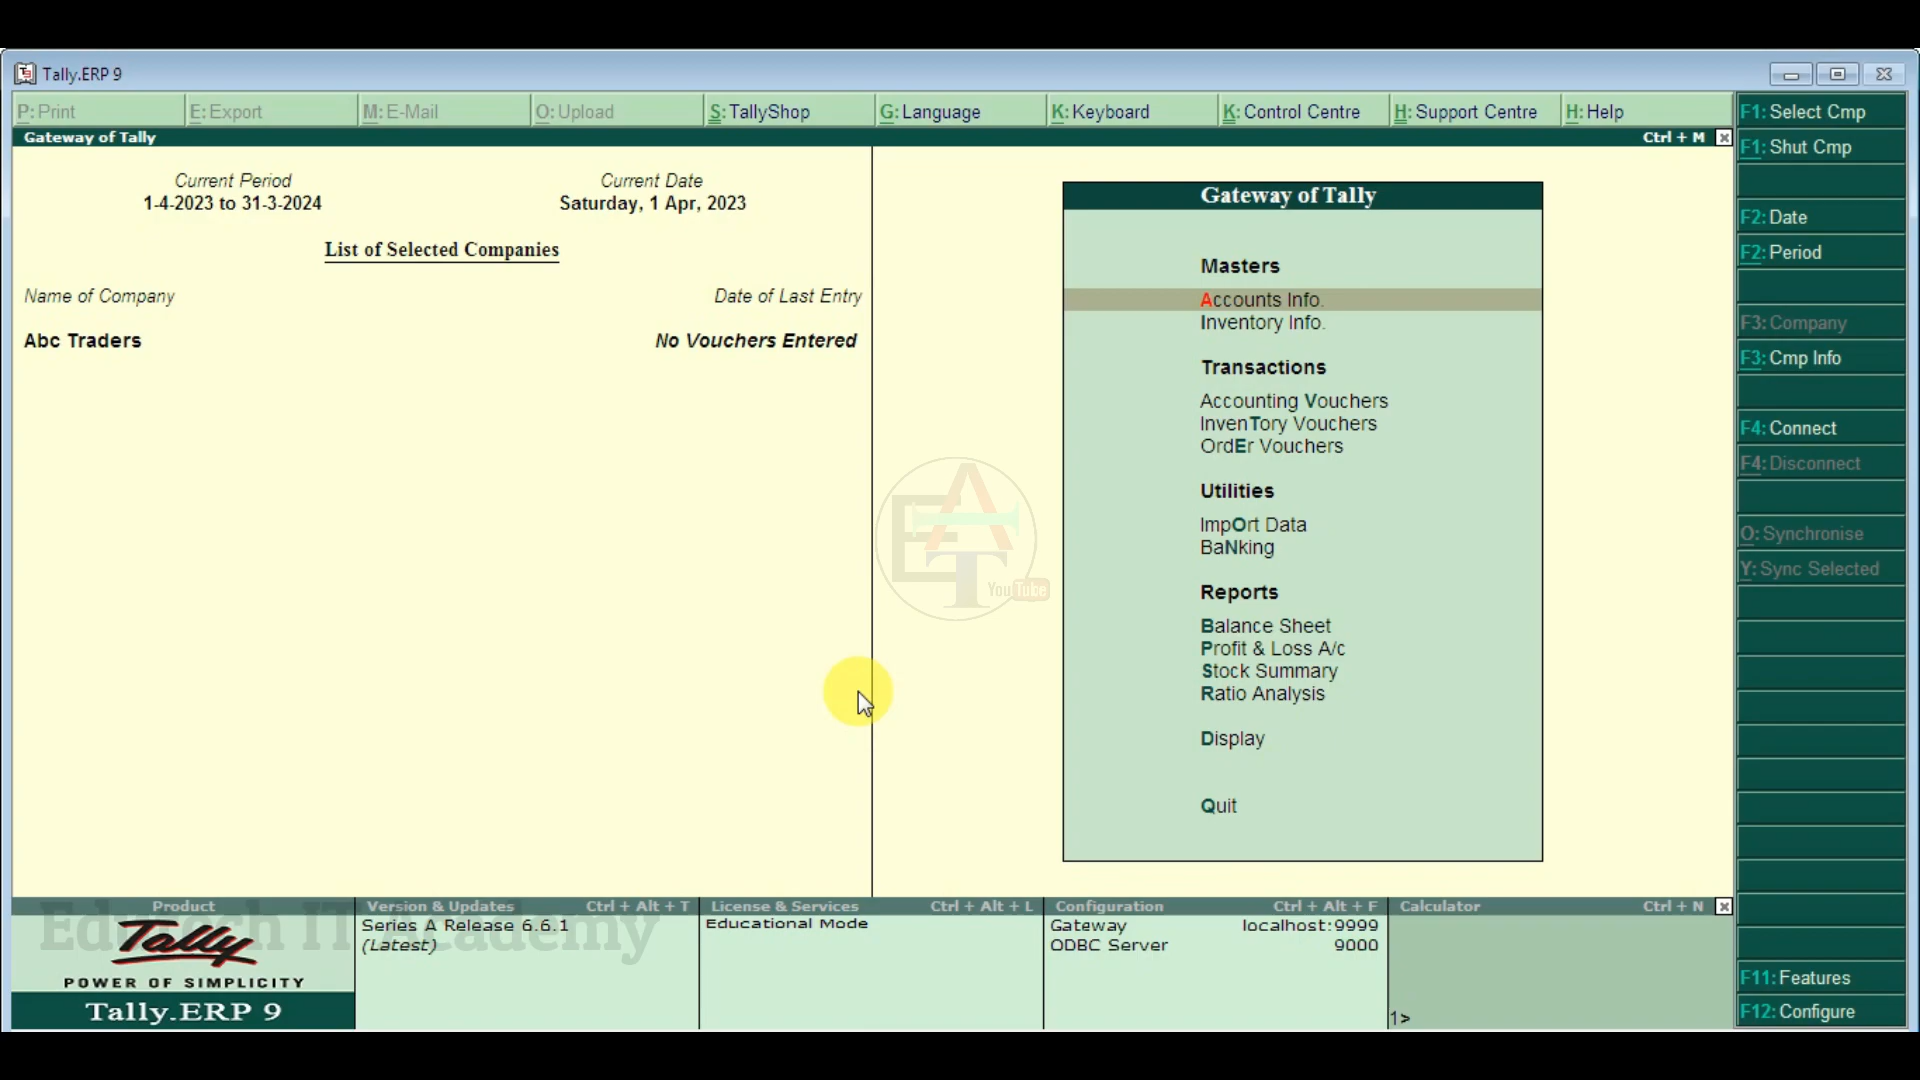 Tally.ERP 9
P: Print E: Export M: E-Mail O: Upload S: TallyShop G: Language K: Keyboard K: Control Centre H: Support Centre H: Help
Gateway of Tally Ctrl + M
Current Period Current Date
1-4-2023 to 31-3-2024 Saturday, 1 Apr, 2023
List of Selected Companies
Name of Company Date of Last Entry
Abc Traders No Vouchers Entered
Gateway of Tally
Masters
Accounts Info.
Inventory Info.
Transactions
Accounting Vouchers
InvenTory Vouchers
OrdEr Vouchers
Utilities
ImpOrt Data
BaNking
Reports
Balance Sheet
Profit & Loss A/c
Stock Summary
Ratio Analysis
Display
Quit
EAT
YouTube
F1: Select Cmp
F1: Shut Cmp
F2: Date
F2: Period
F3: Company
F3: Cmp Info
F4: Connect
F4: Disconnect
O: Synchronise
Y: Sync Selected
F11: Features
F12: Configure
Product
Tally
POWER OF SIMPLICITY
Tally.ERP 9
Version & Updates Ctrl + Alt + T
Series A Release 6.6.1
(Latest)
License & Services Ctrl + Alt + L
Educational Mode
Configuration Ctrl + Alt + F
Gateway localhost:9999
ODBC Server 9000
Calculator Ctrl + N
1>